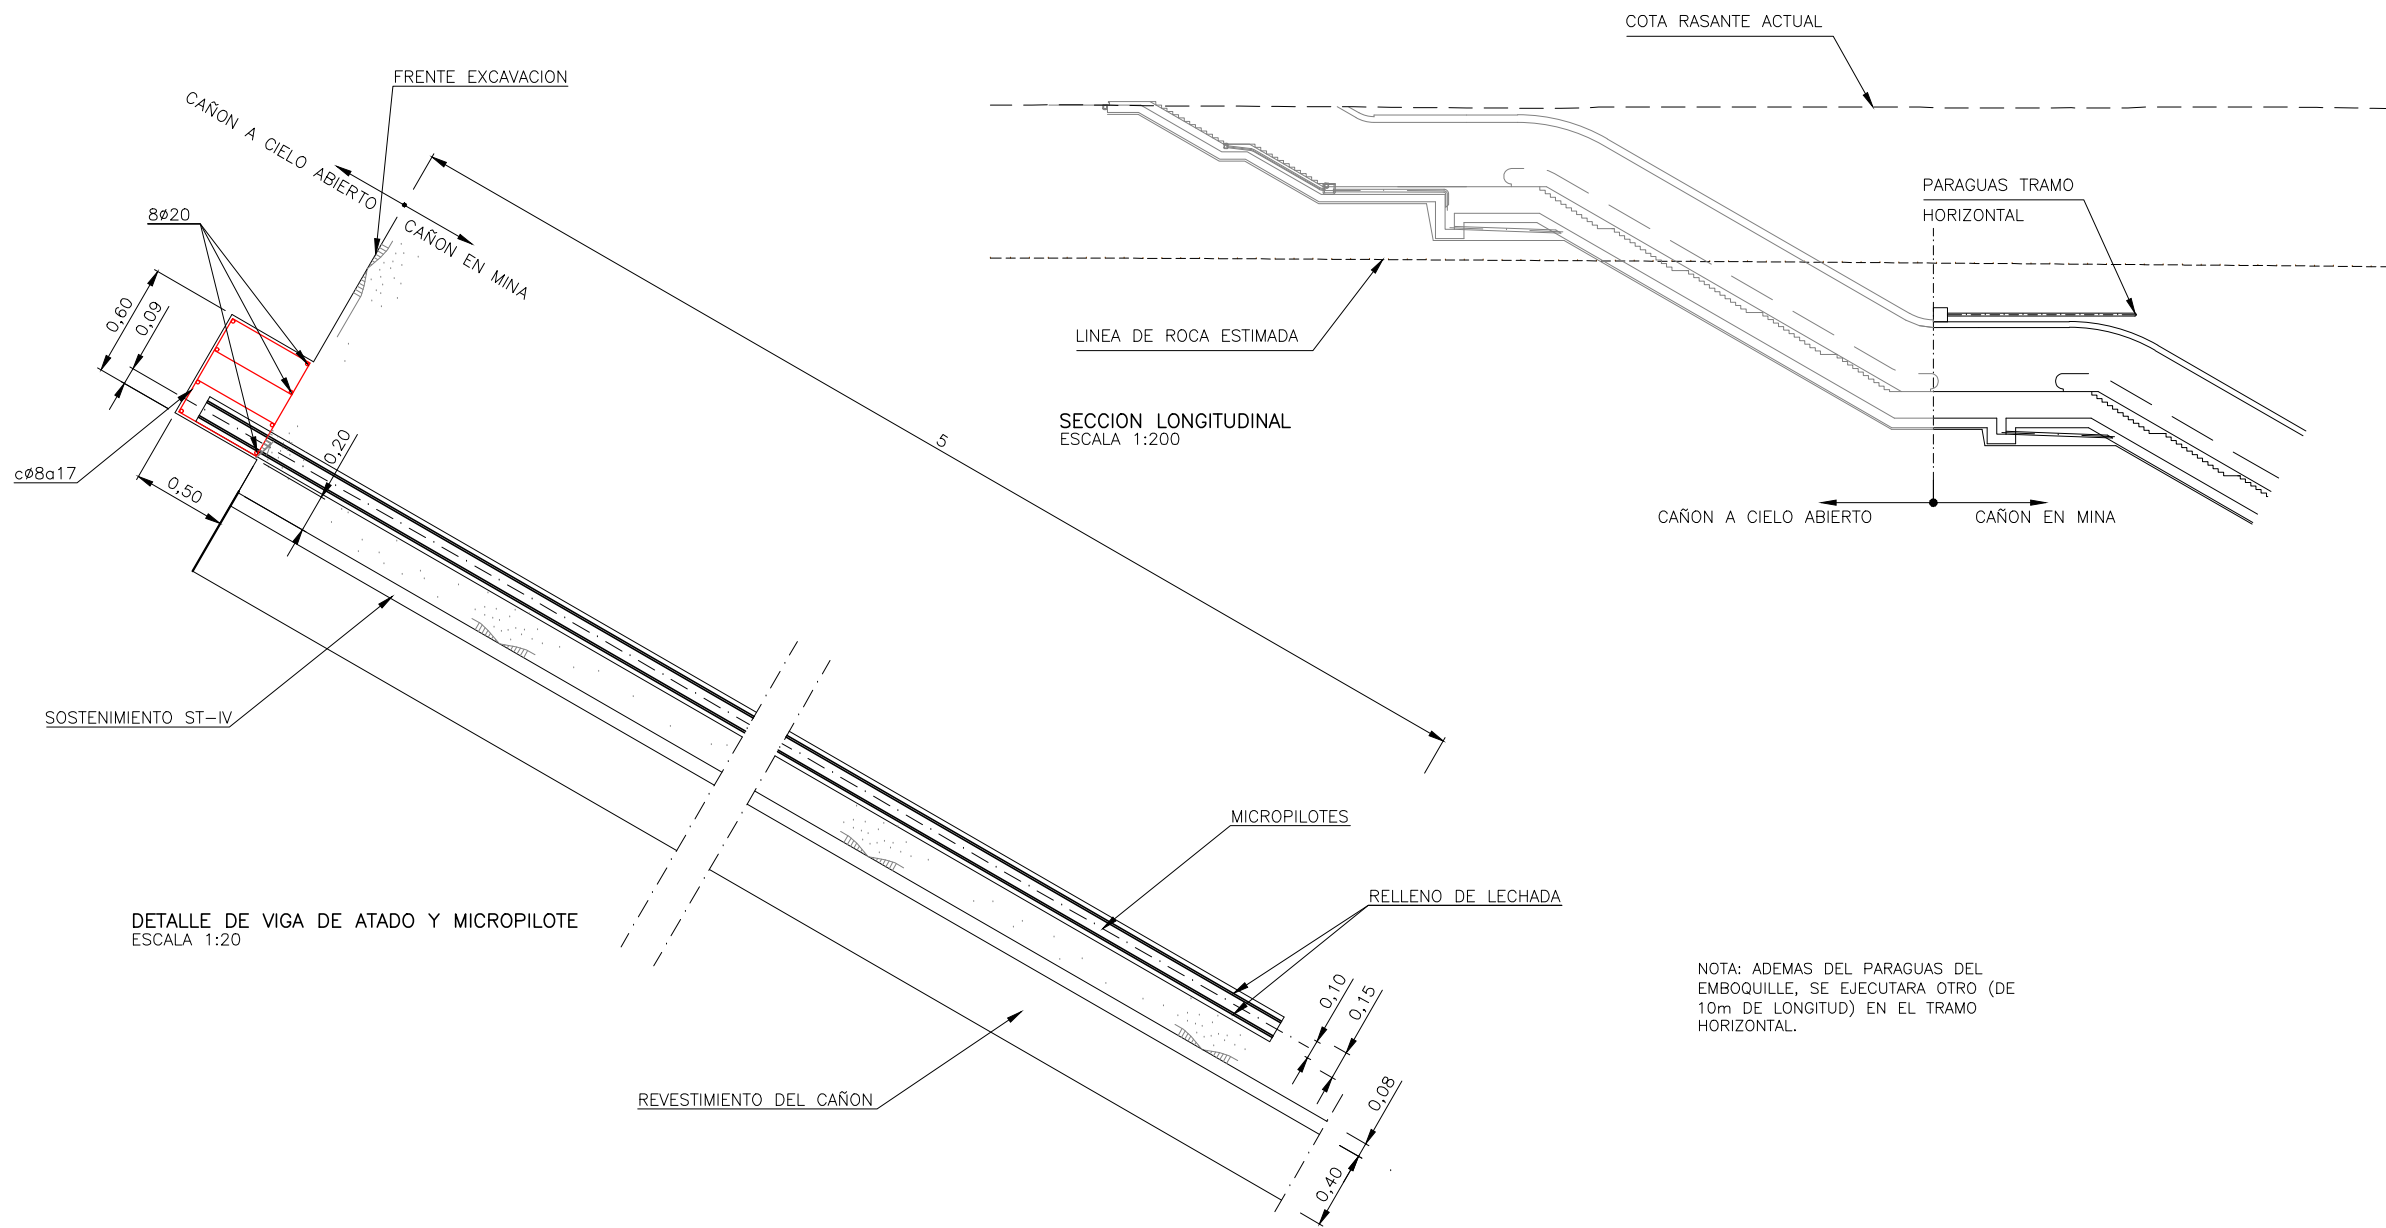 COTA RASANTE ACTUAL
FRENTE EXCAVACION
CAÑON A CIELO ABIERTO
CAÑON EN MINA
8ø20
0,60
0,09
cø8a17
0,50
0,20
5
PARAGUAS TRAMO
HORIZONTAL
LINEA DE ROCA ESTIMADA
SECCION LONGITUDINAL
ESCALA 1:200
CAÑON A CIELO ABIERTO
CAÑON EN MINA
SOSTENIMIENTO ST-IV
MICROPILOTES
RELLENO DE LECHADA
DETALLE DE VIGA DE ATADO Y MICROPILOTE
ESCALA 1:20
0,10
0,15
0,08
0,40
REVESTIMIENTO DEL CAÑON
NOTA: ADEMAS DEL PARAGUAS DEL
EMBOQUILLE, SE EJECUTARA OTRO (DE
10m DE LONGITUD) EN EL TRAMO
HORIZONTAL.